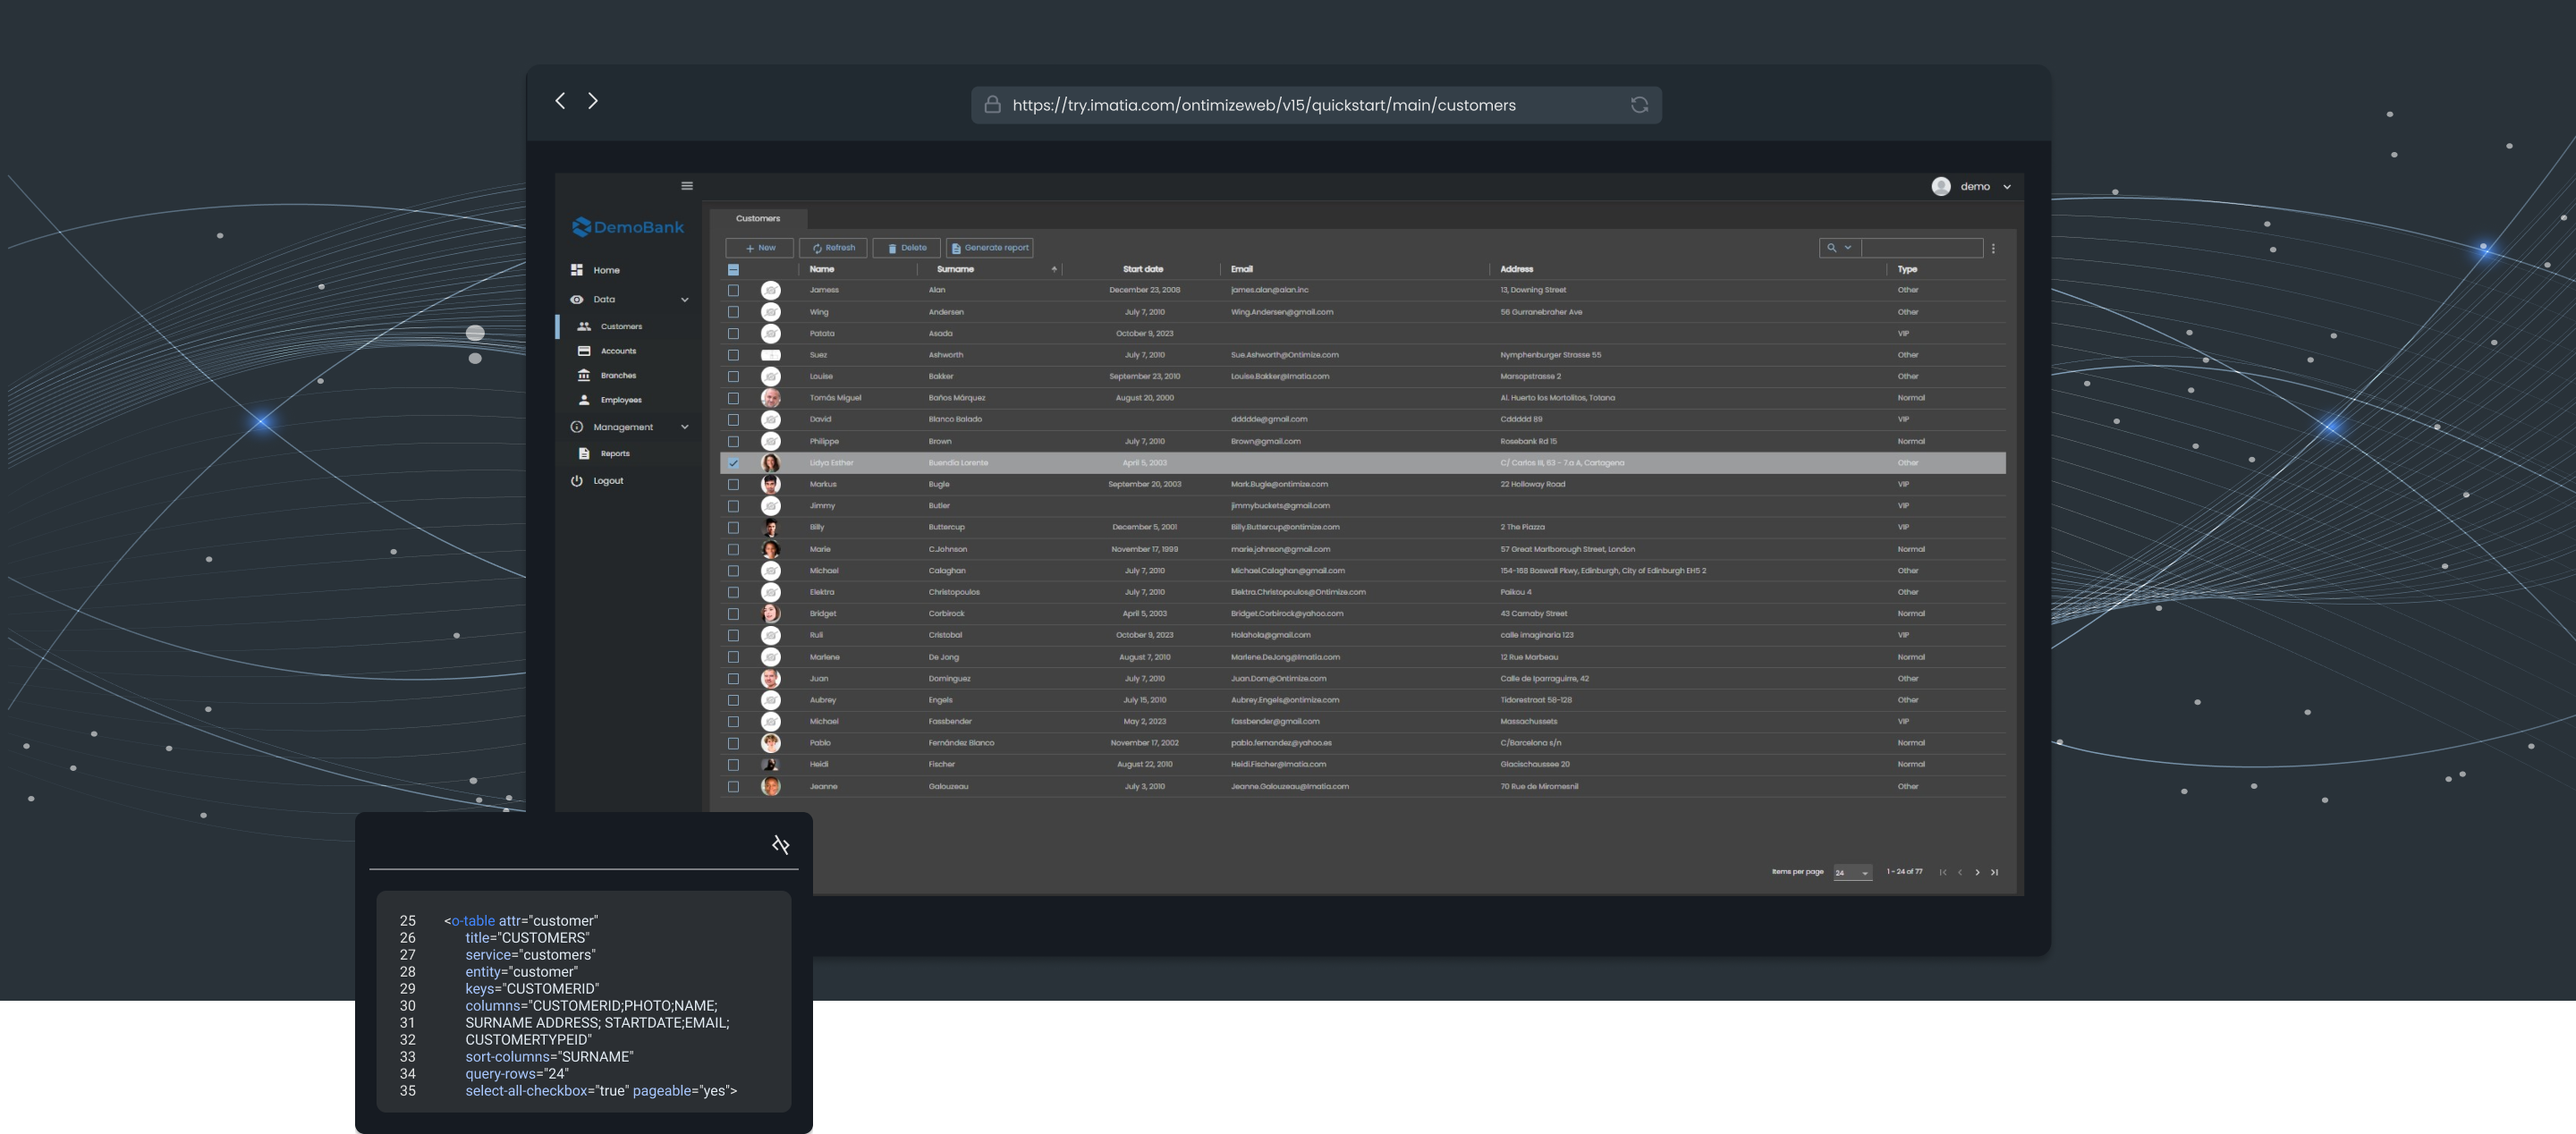 https://try.imatia.com/ontimizeweb/v15/quickstart/main/customers
demo
DemoBank
Home
Data
Customers
Accounts
Branches
Employees
Management
Reports
Logout
Customers
New Refresh Delete Generate report
Name Surname Start date Email Address Type
Jamess Alan December 23, 2008 james.alan@alan.inc 13, Downing Street Other
Wing Andersen July 7, 2010 Wing.Andersen@gmail.com 56 Gurranebraher Ave Other
Patata Asada October 9, 2023 VIP
Suez Ashworth July 7, 2010 Sue.Ashworth@Ontimize.com Nymphenburger Strasse 55 Other
Louise Bakker September 23, 2010 Louise.Bakker@Imatia.com Marsopstrasse 2 Other
Tomás Miguel Baños Márquez August 20, 2000 Al. Huerto los Martolitos, Totana Normal
David Blanco Balado dddddde@gmail.com Cddddd 89 VIP
Philippe Brown July 7, 2010 Brown@gmail.com Rosebank Rd 15 Normal
Lidya Esther Buendía Lorente April 5, 2003 C/ Carlos III, 63 - 7.a A, Cartagena Other
Markus Bugle September 20, 2003 Mark.Bugle@ontimize.com 22 Holloway Road VIP
Jimmy Butler jimmybuckets@gmail.com VIP
Billy Buttercup December 5, 2001 Billy.Buttercup@ontimize.com 2 The Piazza VIP
Marie C.Johnson November 17, 1999 marie.johnson@gmail.com 57 Great Marlborough Street, London Normal
Michael Calaghan July 7, 2010 Michael.Calaghan@gmail.com 154-168 Boswall Pkwy, Edinburgh, City of Edinburgh EH5 2 Other
Elektra Christopoulos July 7, 2010 Elektra.Christopoulos@Ontimize.com Paikou 4 Other
Bridget Corbirock April 5, 2003 Bridget.Corbirock@yahoo.com 43 Carnaby Street Normal
Ruli Cristobal October 9, 2023 Holahola@gmail.com calle imaginaria 123 VIP
Marlene De Jong August 7, 2010 Marlene.DeJong@Imatia.com 12 Rue Marbeau Normal
Juan Domínguez July 7, 2010 Juan.Dom@Ontimize.com Calle de Iparraguirre, 42 Other
Aubrey Engels July 15, 2010 Aubrey.Engels@ontimize.com Tidorestraat 58-128 Other
Michael Fassbender May 2, 2023 fassbender@gmail.com Massachussets VIP
Pablo Fernández Blanco November 17, 2002 pablo.fernandez@yahoo.es C/Barcelona s/n Normal
Heidi Fischer August 22, 2010 Heidi.Fischer@Imatia.com Glacischaussee 20 Normal
Jeanne Galouzeau July 3, 2010 Jeanne.Galouzeau@Imatia.com 70 Rue de Miromesnil Other
Items per page 24 1 - 24 of 77
25 <o-table attr="customer"
26 title="CUSTOMERS"
27 service="customers"
28 entity="customer"
29 keys="CUSTOMERID"
30 columns="CUSTOMERID;PHOTO;NAME;
31 SURNAME ADDRESS; STARTDATE;EMAIL;
32 CUSTOMERTYPEID"
33 sort-columns="SURNAME"
34 query-rows="24"
35 select-all-checkbox="true" pageable="yes">